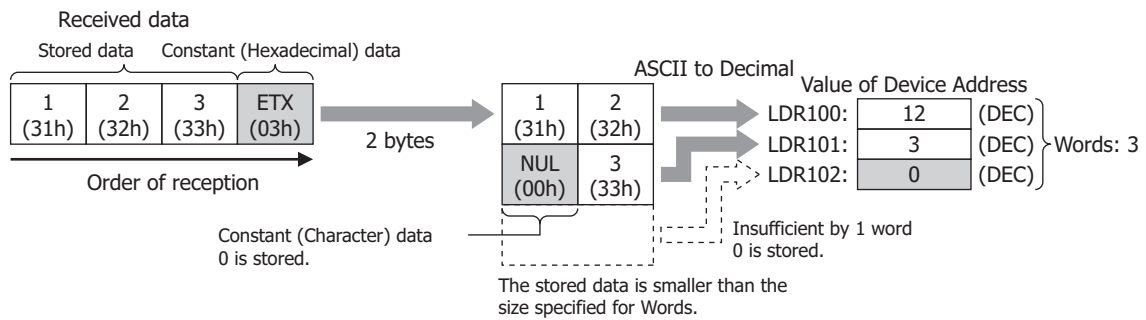 Received data
Stored data
Constant (Hexadecimal) data
1
(31h)
2
(32h)
3
(33h)
ETX
(03h)
Order of reception
2 bytes
1
(31h)
2
(32h)
NUL
(00h)
3
(33h)
Constant (Character) data
0 is stored.
The stored data is smaller than the
size specified for Words.
ASCII to Decimal
Value of Device Address
LDR100: 12 (DEC)
LDR101: 3 (DEC)
LDR102: 0 (DEC)
Words: 3
Insufficient by 1 word
0 is stored.